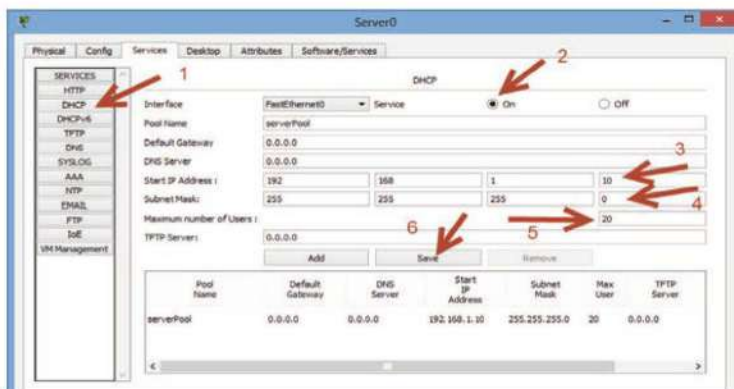 Server0
Physical Config Services Desktop Attributes Software/Services
1
2
SERVICES
HTTP
DHCP
DHCPv6
TFTP
DNS
SYSLOG
AAA
NTP
EMAIL
FTP
IoE
VM Management
DHCP
Interface FastEthernet0 Service On Off
Pool Name serverPool
Default Gateway 0.0.0.0
DNS Server 0.0.0.0
Start IP Address : 192 168 1 10 3
Subnet Mask: 255 255 255 0 4
Maximum number of Users : 20
6 5
TFTP Server: 0.0.0.0
Add Save Remove
Pool Name Default Gateway DNS Server Start IP Address Subnet Mask Max User TFTP Server
serverPool 0.0.0.0 0.0.0.0 192.168.1.10 255.255.255.0 20 0.0.0.0